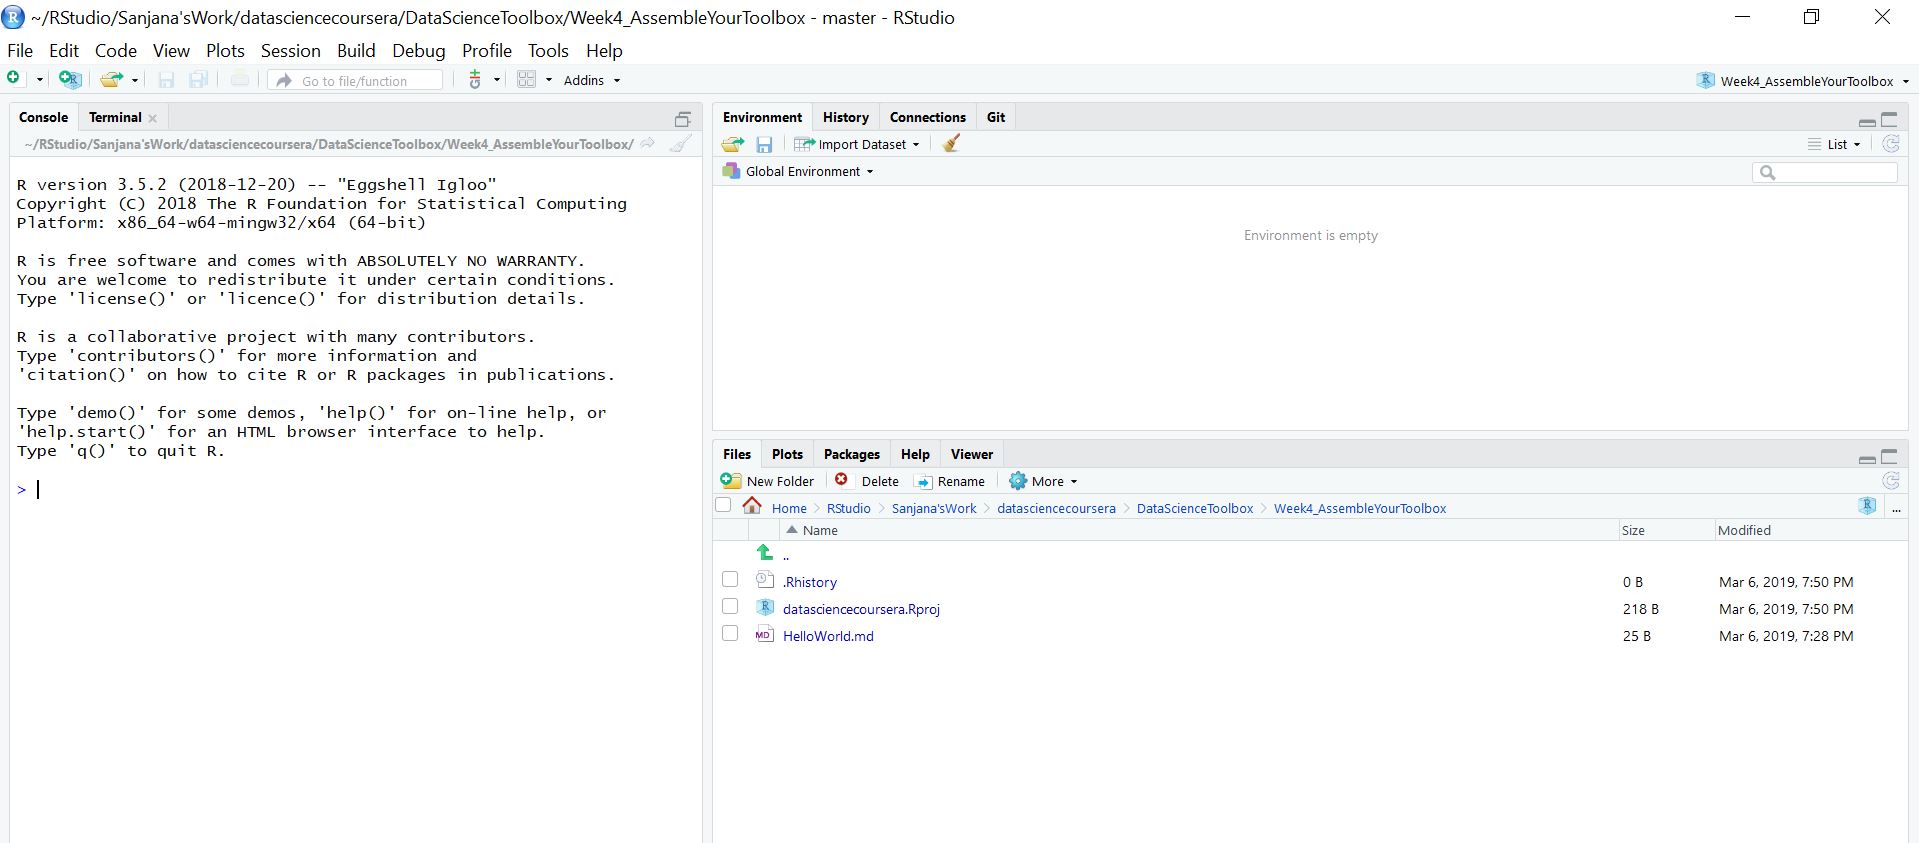 ~/RStudio/Sanjana'sWork/datasciencecoursera/DataScienceToolbox/Week4_AssembleYourToolbox - master - RStudio
File Edit Code View Plots Session Build Debug Profile Tools Help
Go to file/function Addins Week4_AssembleYourToolbox
Console Terminal
~/RStudio/Sanjana'sWork/datasciencecoursera/DataScienceToolbox/Week4_AssembleYourToolbox/
R version 3.5.2 (2018-12-20) -- "Eggshell Igloo"
Copyright (C) 2018 The R Foundation for Statistical Computing
Platform: x86_64-w64-mingw32/x64 (64-bit)
R is free software and comes with ABSOLUTELY NO WARRANTY.
You are welcome to redistribute it under certain conditions.
Type 'license()' or 'licence()' for distribution details.
R is a collaborative project with many contributors.
Type 'contributors()' for more information and
'citation()' on how to cite R or R packages in publications.
Type 'demo()' for some demos, 'help()' for on-line help, or
'help.start()' for an HTML browser interface to help.
Type 'q()' to quit R.
>
Environment History Connections Git
Import Dataset List
Global Environment
Environment is empty
Files Plots Packages Help Viewer
New Folder Delete Rename More
Home RStudio Sanjana'sWork datasciencecoursera DataScienceToolbox Week4_AssembleYourToolbox ...
Name Size Modified
..
.Rhistory 0 B Mar 6, 2019, 7:50 PM
datasciencecoursera.Rproj 218 B Mar 6, 2019, 7:50 PM
MD HelloWorld.md 25 B Mar 6, 2019, 7:28 PM